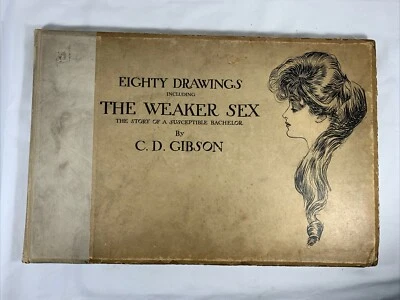 EIGHTY DRAWINGS
INCLUDING
THE WEAKER SEX
THE STORY OF A SUSCEPTIBLE BACHELOR
By
C. D. GIBSON